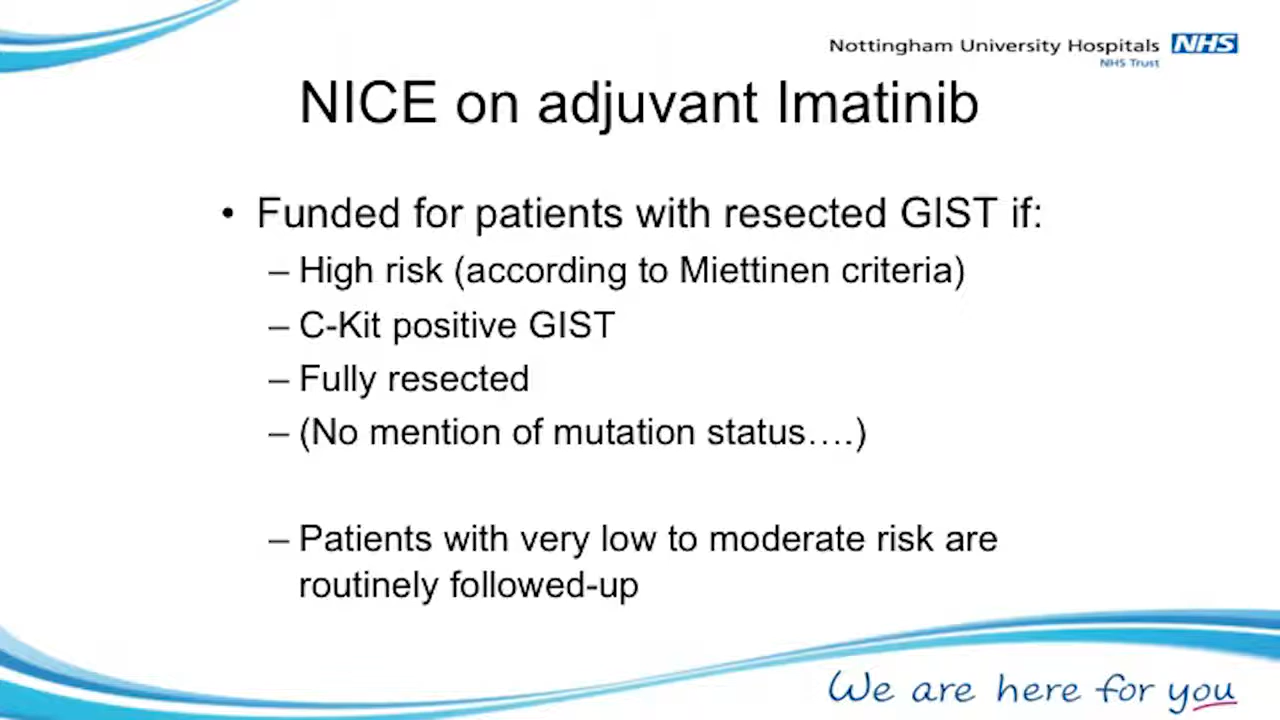 Nottingham University Hospitals NHS
NHS Trust
NICE on adjuvant Imatinib
• Funded for patients with resected GIST if:
– High risk (according to Miettinen criteria)
– C-Kit positive GIST
– Fully resected
– (No mention of mutation status….)
– Patients with very low to moderate risk are
routinely followed-up
We are here for you